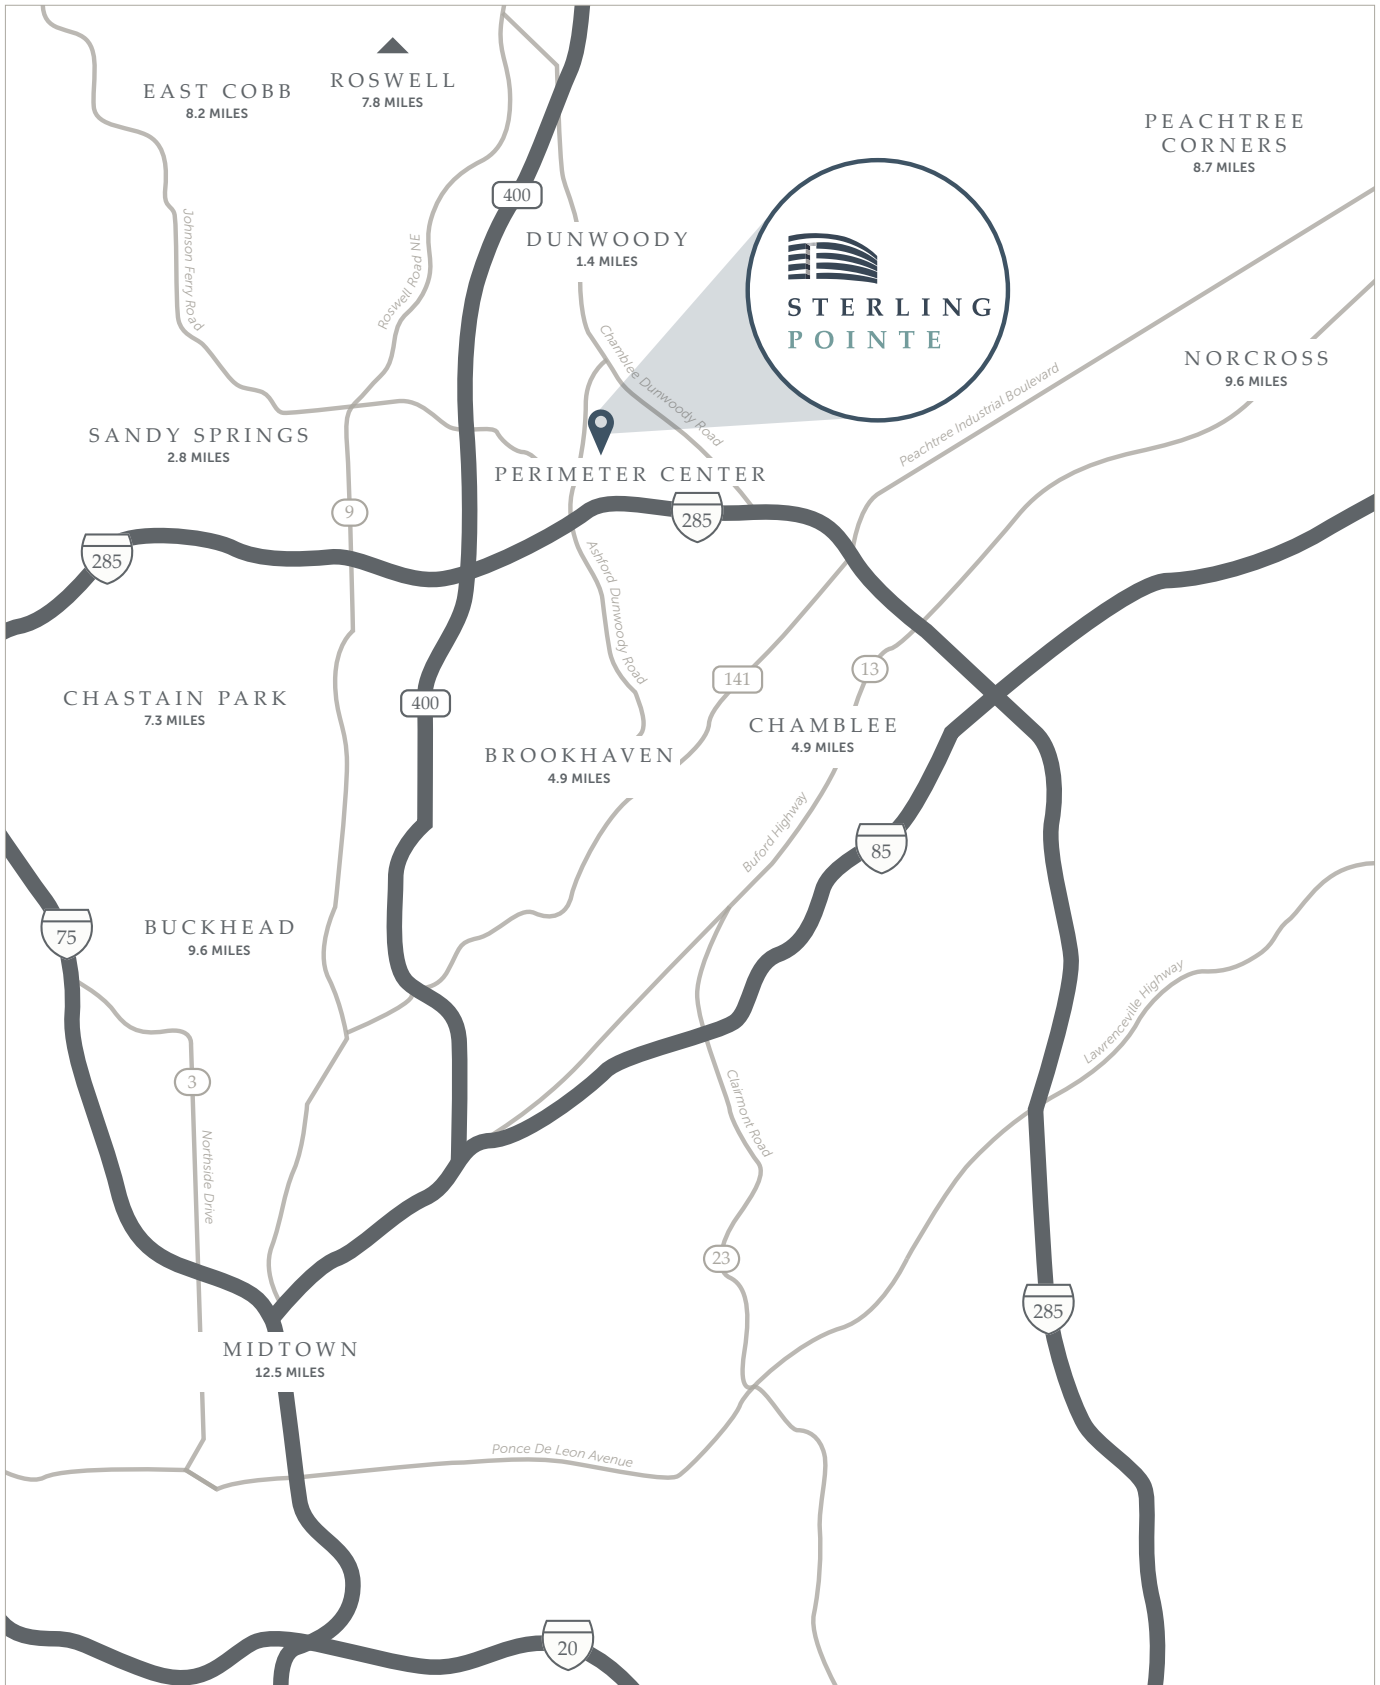 ROSWELL
7.8 MILES
EAST COBB
8.2 MILES
PEACHTREE
CORNERS
8.7 MILES
400
Johnson Ferry Road
Roswell Road NE
DUNWOODY
1.4 MILES
STERLING
POINTE
Chamblee Dunwoody Road
NORCROSS
9.6 MILES
Peachtree Industrial Boulevard
SANDY SPRINGS
2.8 MILES
PERIMETER CENTER
9
285
285
Ashford Dunwoody Road
141
13
CHASTAIN PARK
7.3 MILES
400
CHAMBLEE
4.9 MILES
BROOKHAVEN
4.9 MILES
Buford Highway
85
75
BUCKHEAD
9.6 MILES
Lawrenceville Highway
3
Clairmont Road
Northside Drive
23
285
MIDTOWN
12.5 MILES
Ponce De Leon Avenue
20